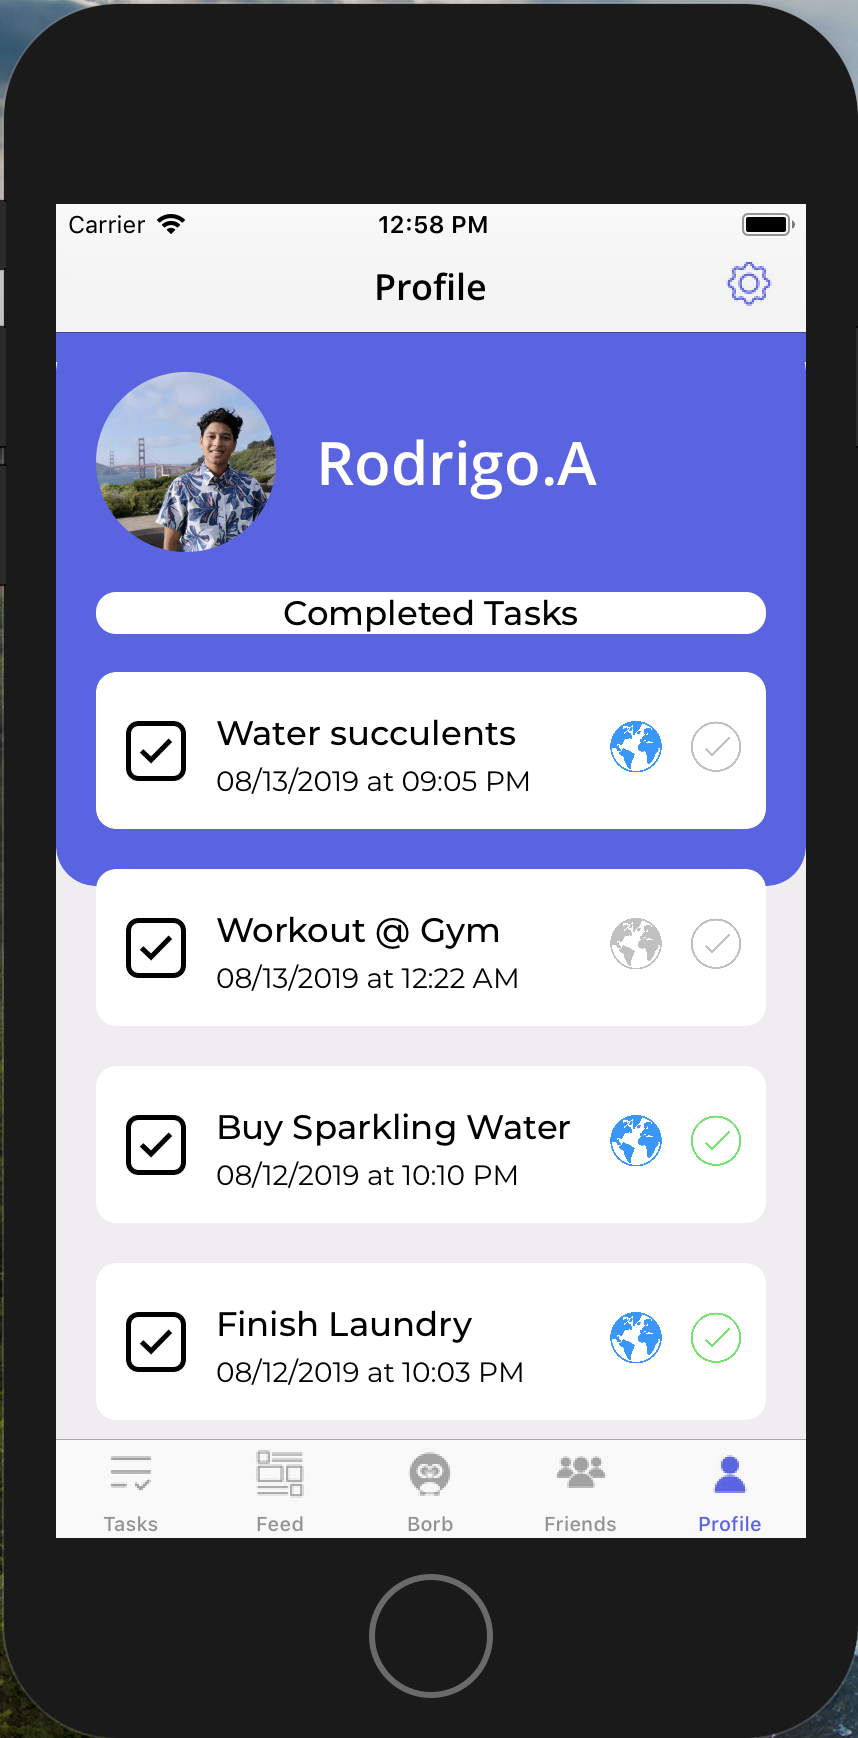 Carrier 12:58 PM
Profile
Rodrigo.A
Completed Tasks
Water succulents
08/13/2019 at 09:05 PM
Workout @ Gym
08/13/2019 at 12:22 AM
Buy Sparkling Water
08/12/2019 at 10:10 PM
Finish Laundry
08/12/2019 at 10:03 PM
Tasks Feed Borb Friends Profile